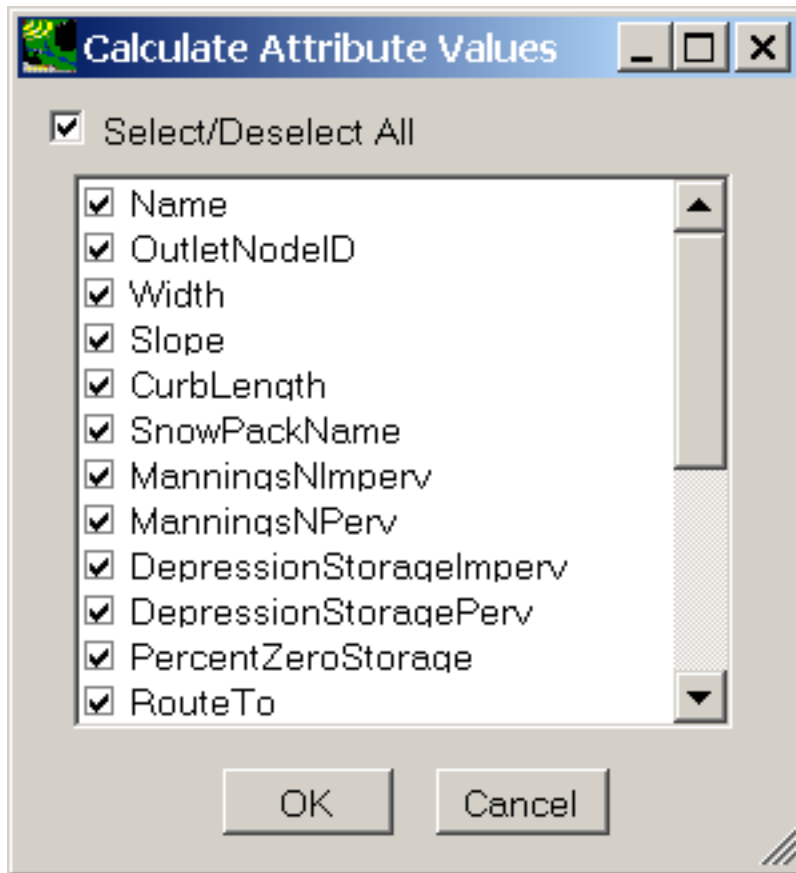 Calculate Attribute Values
Select/Deselect All
Name
OutletNodeID
Width
Slope
CurbLength
SnowPackName
ManningsNImperv
ManningsNPerv
DepressionStorageImperv
DepressionStoragePerv
PercentZeroStorage
RouteTo
OK Cancel